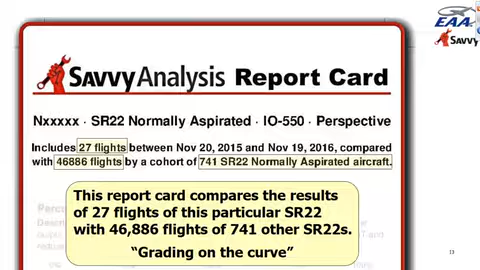 EAA
Savvy
SAVVYAnalysis Report Card
Nxxxxx · SR22 Normally Aspirated · IO-550 · Perspective
Includes 27 flights between Nov 20, 2015 and Nov 19, 2016, compared
with 46886 flights by a cohort of 741 SR22 Normally Aspirated aircraft.
This report card compares the results
of 27 flights of this particular SR22
with 46,886 flights of 741 other SR22s.
“Grading on the curve”